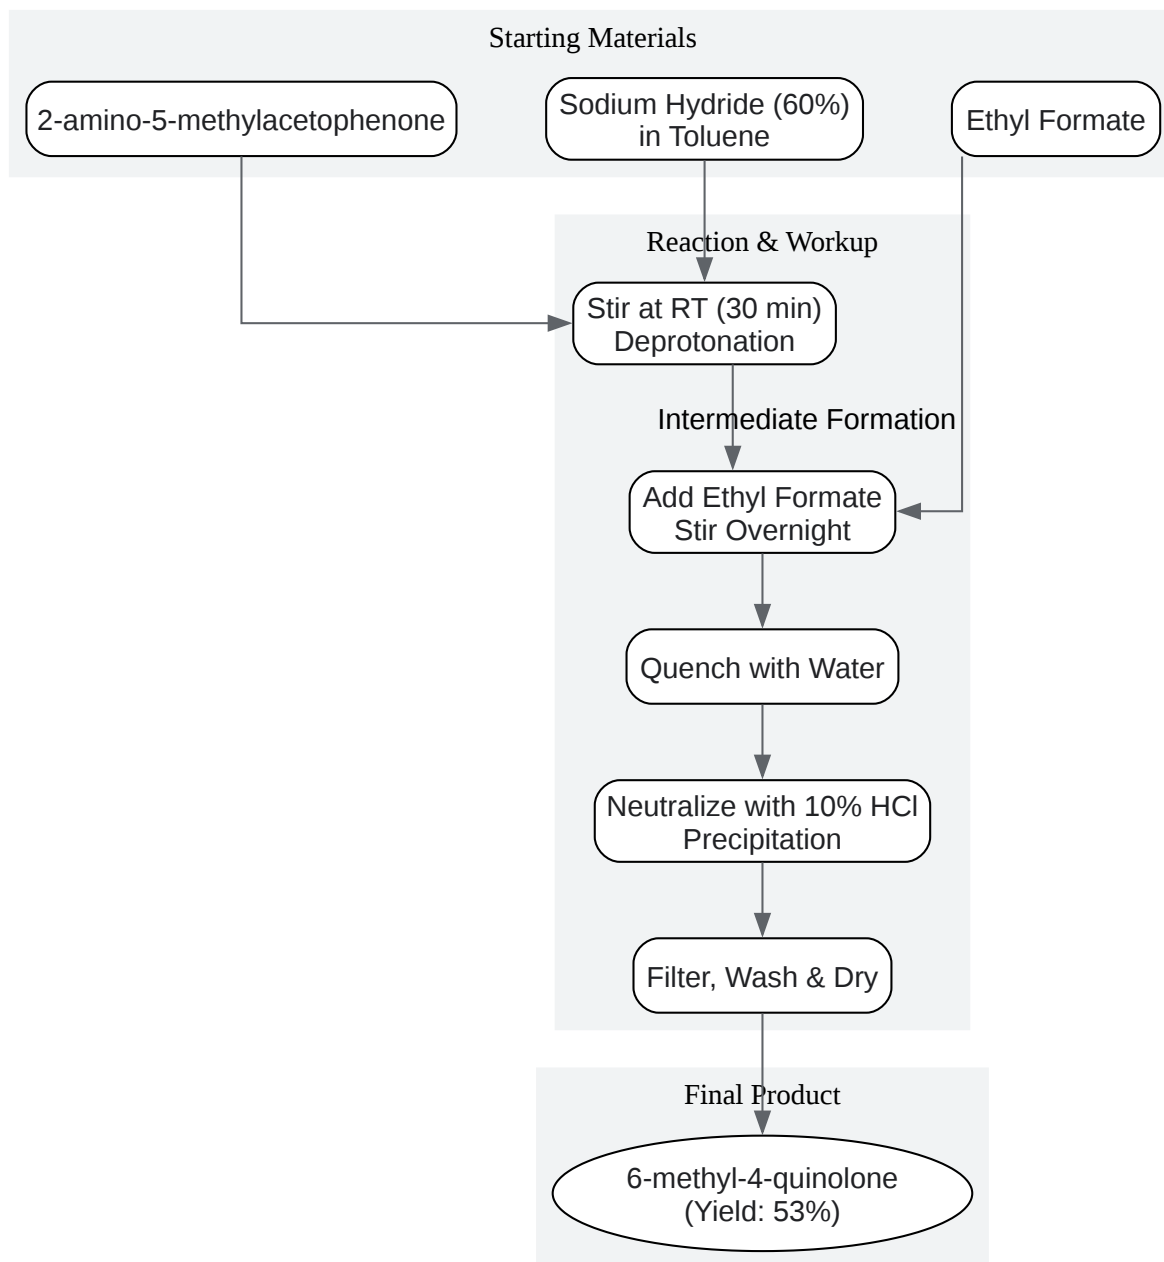 Starting Materials
2-amino-5-methylacetophenone
Sodium Hydride (60%)
in Toluene
Ethyl Formate
Reaction & Workup
Stir at RT (30 min)
Deprotonation
Intermediate Formation
Add Ethyl Formate
Stir Overnight
Quench with Water
Neutralize with 10% HCl
Precipitation
Filter, Wash & Dry
Final Product
6-methyl-4-quinolone
(Yield: 53%)